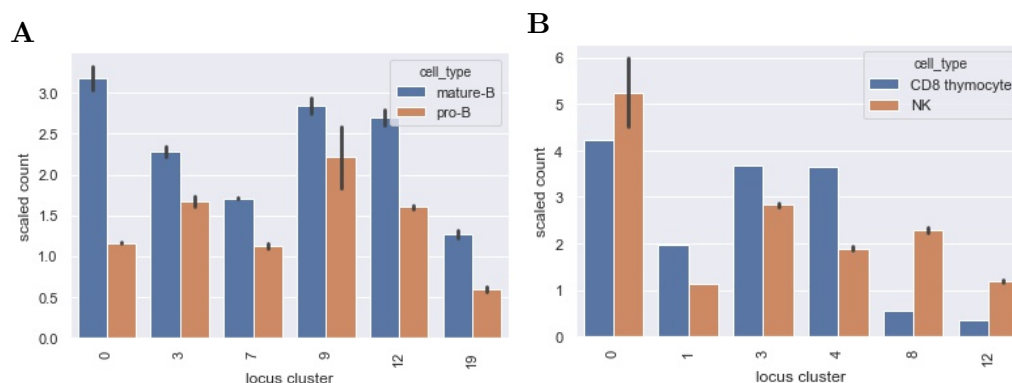 A
cell_type
mature-B
pro-B
scaled count
3.0
2.5
2.0
1.5
1.0
0.5
0.0
0 3 7 9 12 19
locus cluster
B
cell_type
CD8 thymocyte
NK
scaled count
6
5
4
3
2
1
0
0 1 3 4 8 12
locus cluster